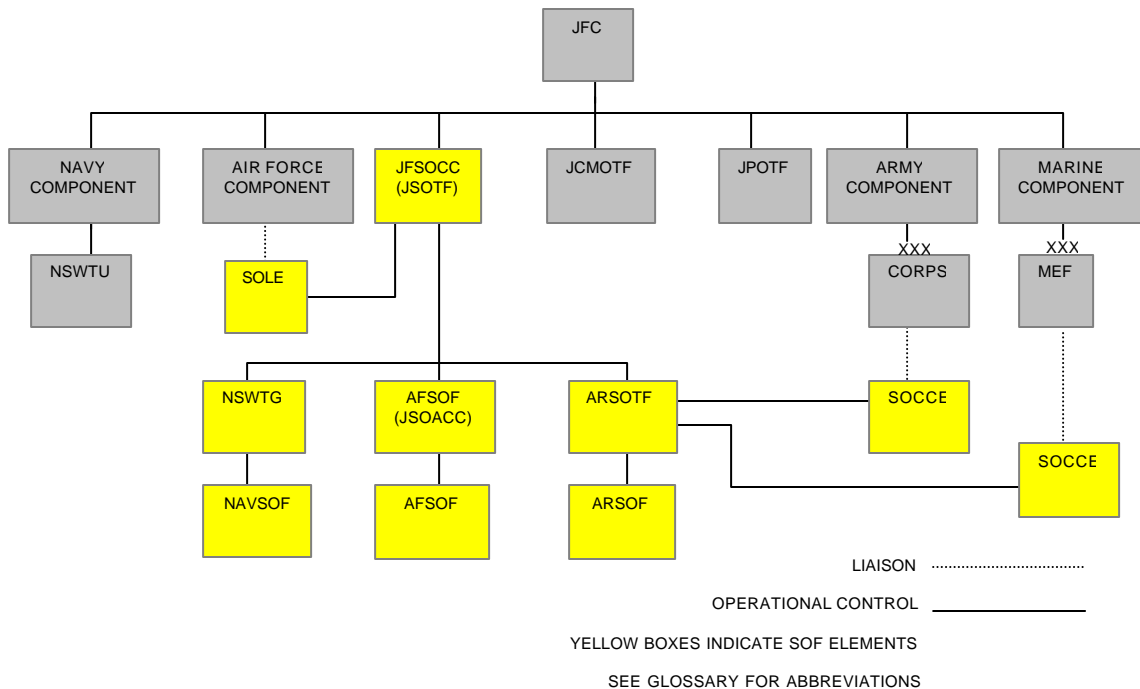 JFC
NAVY
COMPONENT
AIR FORCE
COMPONENT
JFSOCC
(JSOTF)
JCMOTF
JPOTF
ARMY
COMPONENT
MARINE
COMPONENT
NSWTU
SOLE
XXX
CORPS
XXX
MEF
NSWTG
AFSOF
(JSOACC)
ARSOTF
SOCCE
SOCCE
NAVSOF
AFSOF
ARSOF
LIAISON
OPERATIONAL CONTROL
YELLOW BOXES INDICATE SOF ELEMENTS
SEE GLOSSARY FOR ABBREVIATIONS